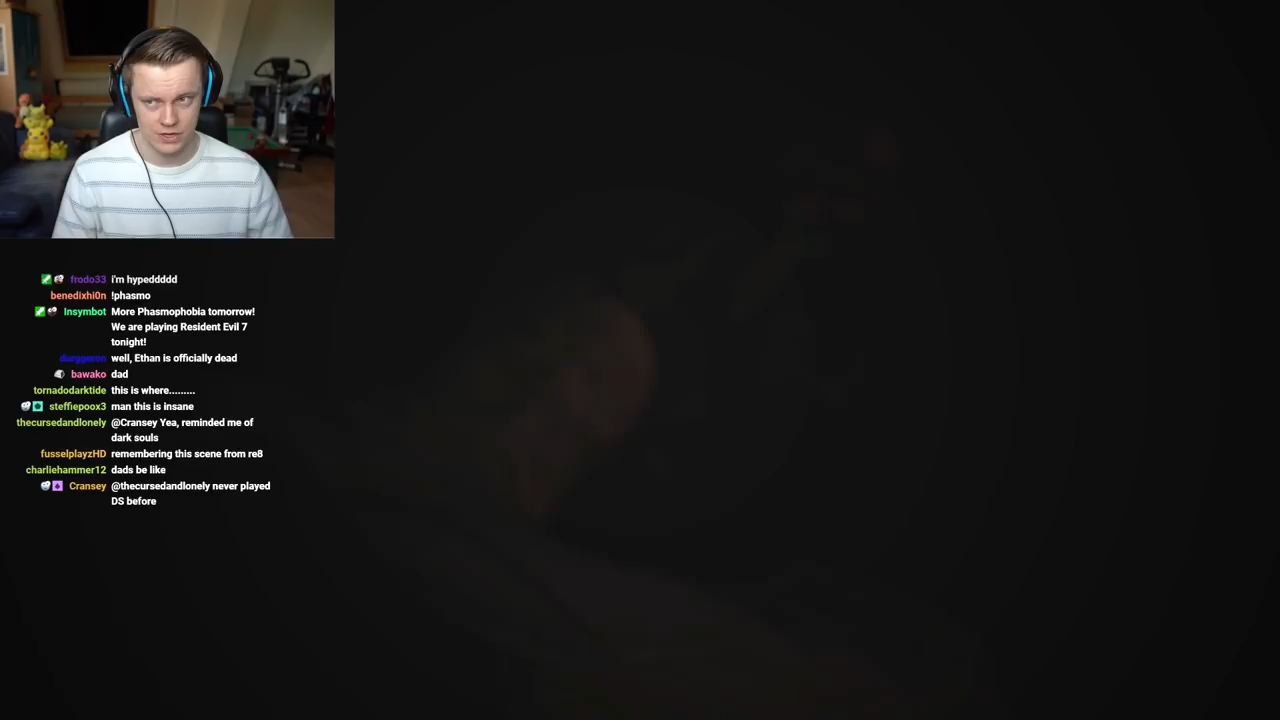 frodo33 i'm hypeddddd
benedixhi0n !phasmo
Insymbot More Phasmophobia tomorrow!
We are playing Resident Evil 7
tonight!
well, Ethan is officially dead
bawako dad
tornadodarktide this is where.........
steffiepoox3 man this is insane
thecursedandlonely @Cransey Yea, reminded me of
dark souls
fusselplayzHD remembering this scene from re8
charliehammer12 dads be like
Cransey @thecursedandlonely never played
DS before